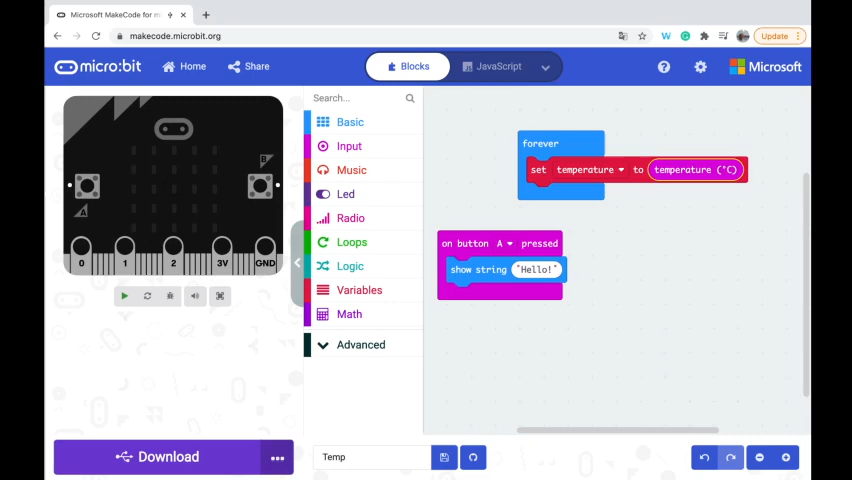 Microsoft MakeCode for m
makecode.microbit.org
Update
micro:bit
Home
Share
Blocks
JavaScript
Microsoft
A
B
0
1
2
3V
GND
Search...
Basic
Input
Music
Led
Radio
Loops
Logic
Variables
Math
Advanced
forever
set temperature to temperature (°C)
on button A pressed
show string "Hello!"
Download
Temp